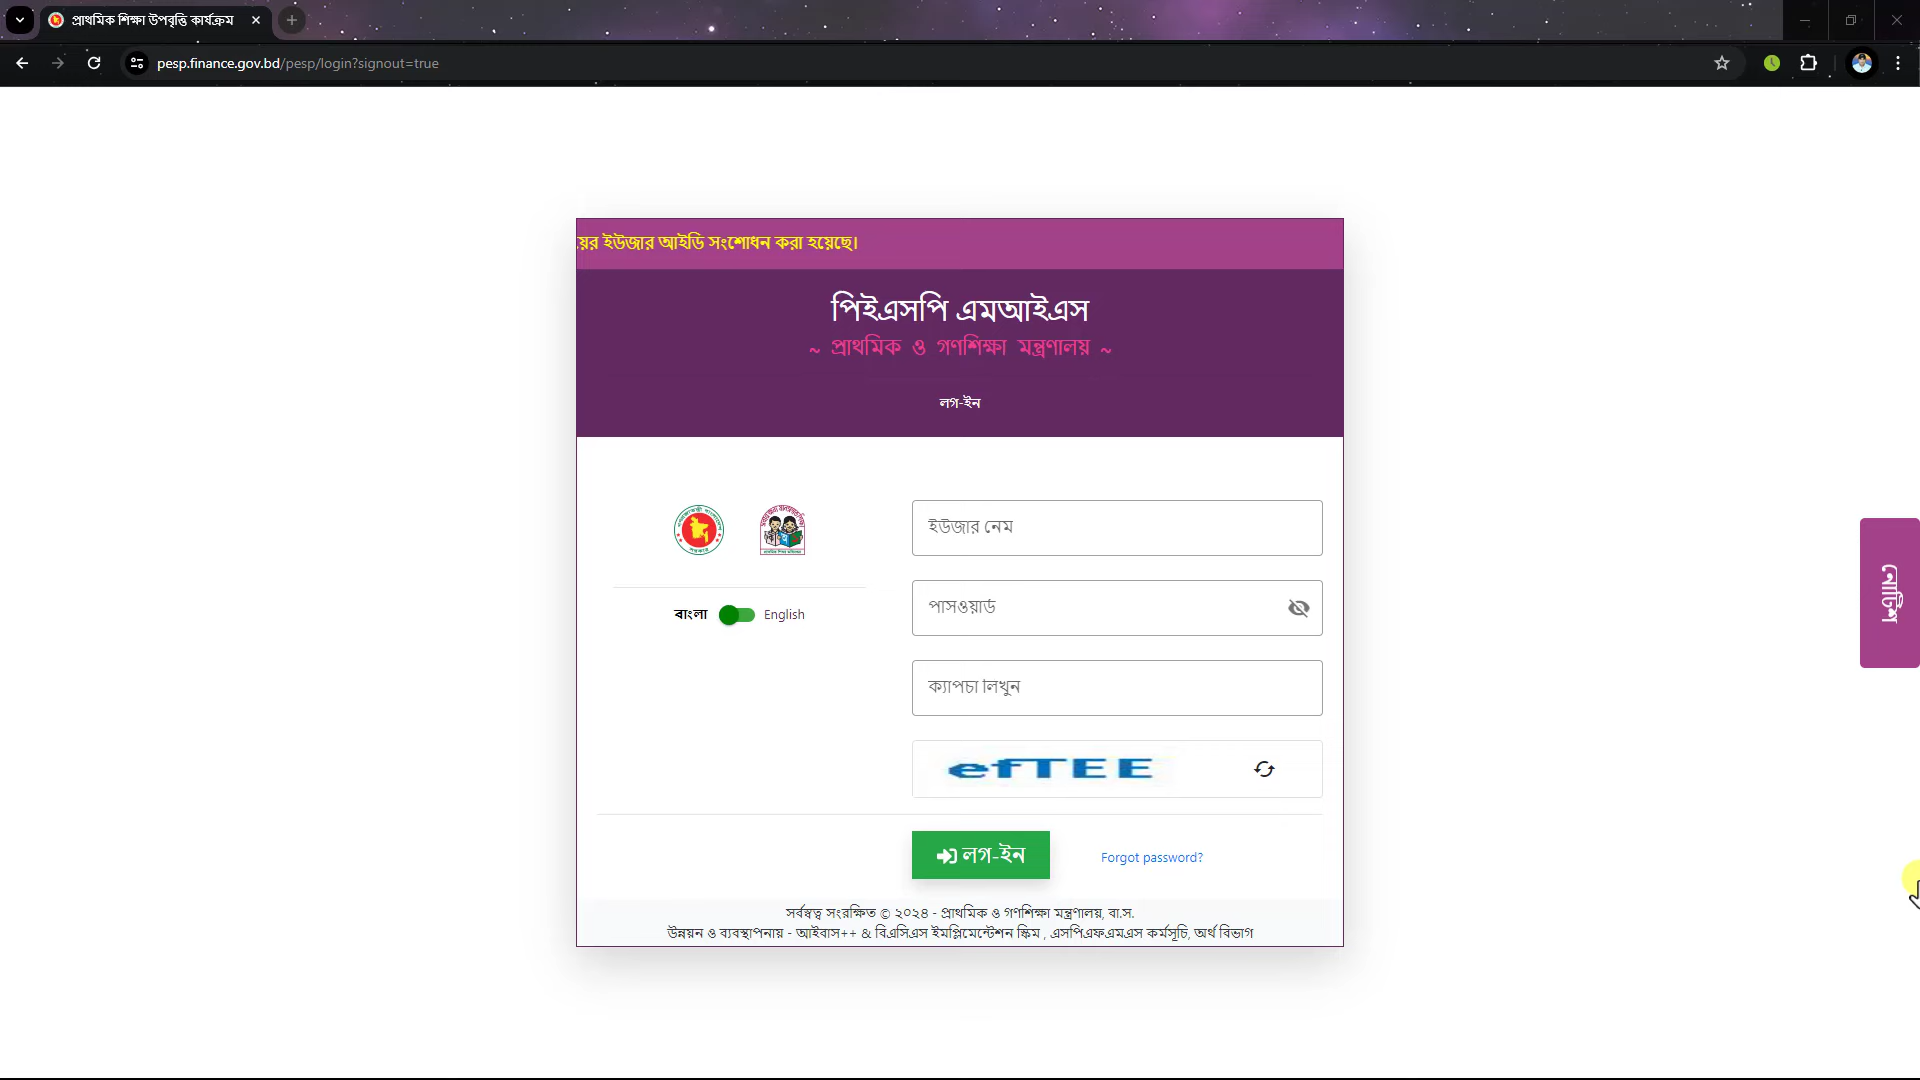 প্রাথমিক শিক্ষা উপবৃত্তি কার্যক্রম
pesp.finance.gov.bd/pesp/login?signout=true
ইউজার আইডি সংশোধন করা হয়েছে।
পিইএসপি এমআইএস
~ প্রাথমিক ও গণশিক্ষা মন্ত্রণালয় ~
লগ-ইন
ইউজার নেম
পাসওয়ার্ড
বাংলা English
ক্যাপচা লিখুন
efTEE
লগ-ইন
Forgot password?
সর্বস্বত্ব সংরক্ষিত © ২০২৪ - প্রাথমিক ও গণশিক্ষা মন্ত্রণালয়, বা.স.
উন্নয়ন ও ব্যবস্থাপনায় - আইবাস++ & বিএসিএস ইমপ্লিমেন্টেশন স্কিম , এসপিএফএমএস কর্মসূচি, অর্থ বিভাগ
নোটিশ